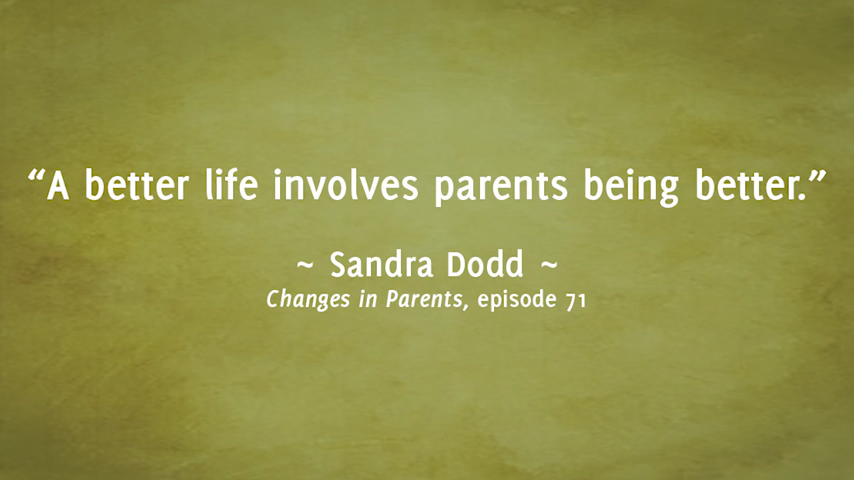 “A better life involves parents being better.”
~ Sandra Dodd ~
Changes in Parents, episode 71